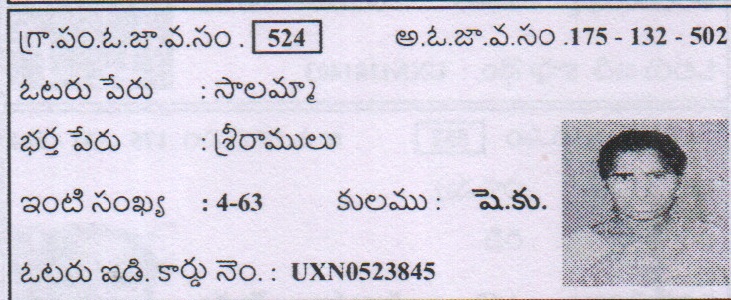 గ్రా.పం.ఓ.జా.వ.సం . 524 అ.ఓ.జా.వ.సం .175 - 132 - 502
ఓటరు పేరు : సాలమ్మా
భర్త పేరు : శ్రీరాములు
ఇంటి సంఖ్య : 4-63 కులము : షె.కు.
ఓటరు ఐడి. కార్డు నెం. : UXN0523845